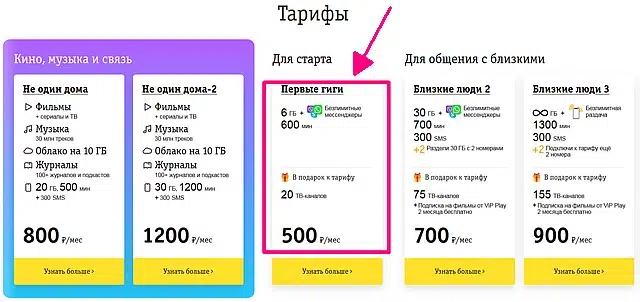 Тарифы
Кино, музыка и связь
Не один дома
Фильмы
+ сериалы и ТВ
Музыка
30 млн треков
Облако на 10 ГБ
Журналы
100+ журналов и подкастов
20 ГБ, 500 мин
+ 300 SMS
800 ₽/мес
Узнать больше ›
Не один дома-2
Фильмы
+ сериалы и ТВ
Музыка
30 млн треков
Облако на 10 ГБ
Журналы
100+ журналов и подкастов
30 ГБ, 1200 мин
+ 300 SMS
1200 ₽/мес
Узнать больше ›
Для старта
Первые гиги
6 ГБ + Безлимитные
мессенджеры
600 мин
В подарок к тарифу
20 ТВ-каналов
500 ₽/мес
Узнать больше ›
Для общения с близкими
Близкие люди 2
30 ГБ + Безлимитные
мессенджеры
700 мин
300 SMS
+2 Раздели 30 ГБ с 2 номерами
В подарок к тарифу
75 ТВ-каналов
+ Подписка на фильмы от ViP Play
2 месяца бесплатно
700 ₽/мес
Узнать больше ›
Близкие люди 3
∞ ГБ + Безлимитная
раздача
1300 мин
300 SMS
+2 Подключи к тарифу ещё
2 номера
В подарок к тарифу
155 ТВ-каналов
+ Подписка на фильмы от ViP Play
2 месяца бесплатно
900 ₽/мес
Узнать больше ›